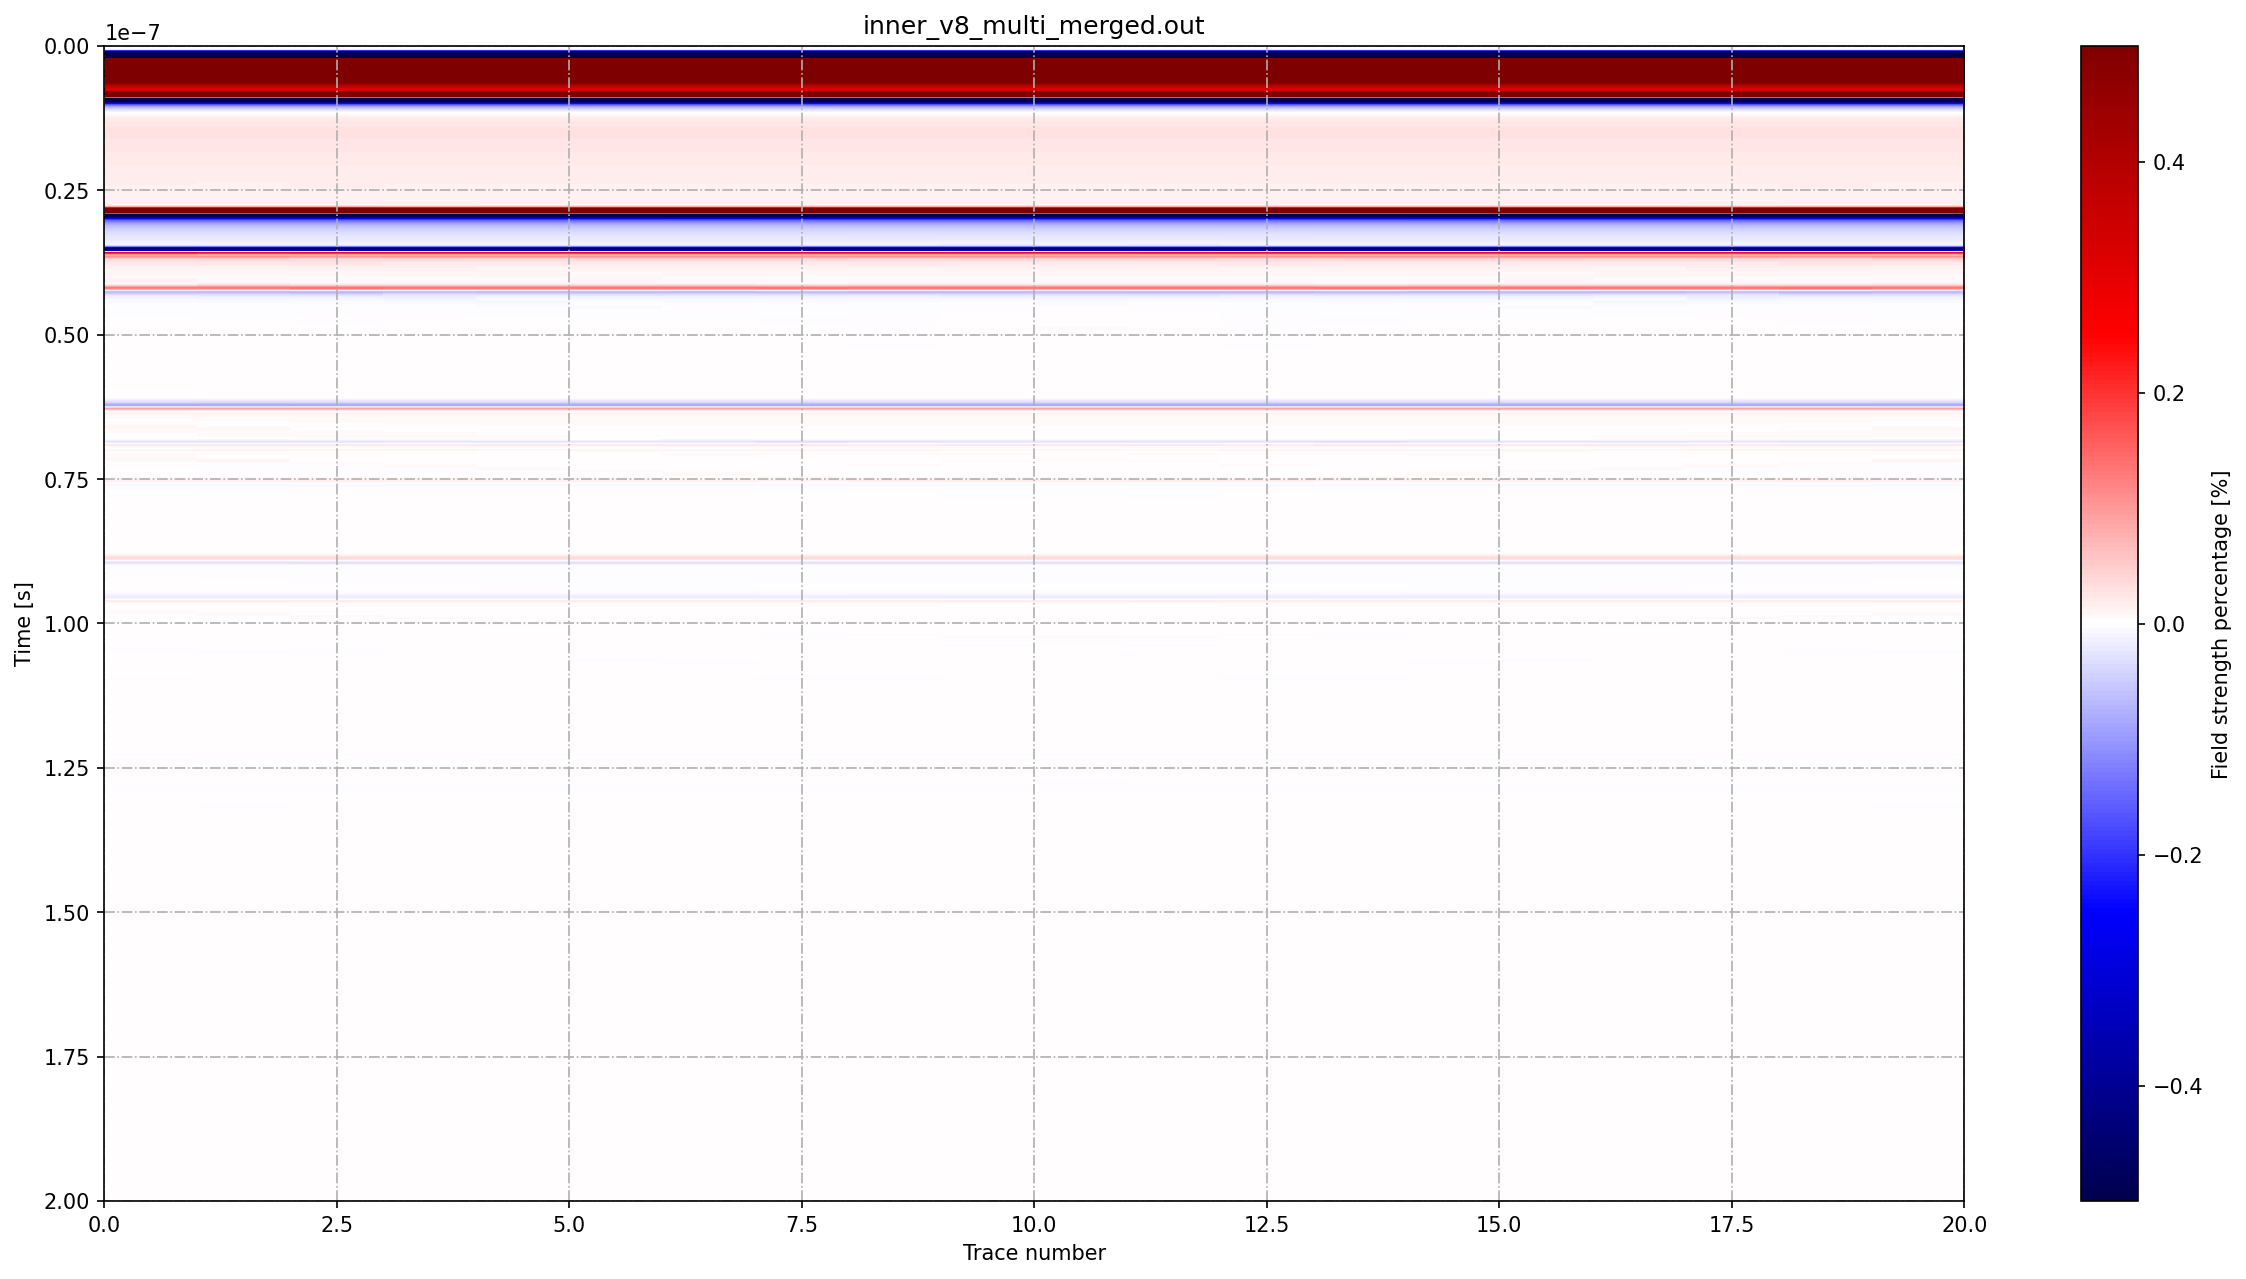 inner_v8_multi_merged.out
1e−7
0.00
0.25
0.50
0.75
1.00
1.25
1.50
1.75
2.00
Time [s]
0.0 2.5 5.0 7.5 10.0 12.5 15.0 17.5 20.0
Trace number
0.4
0.2
0.0
−0.2
−0.4
Field strength percentage [%]